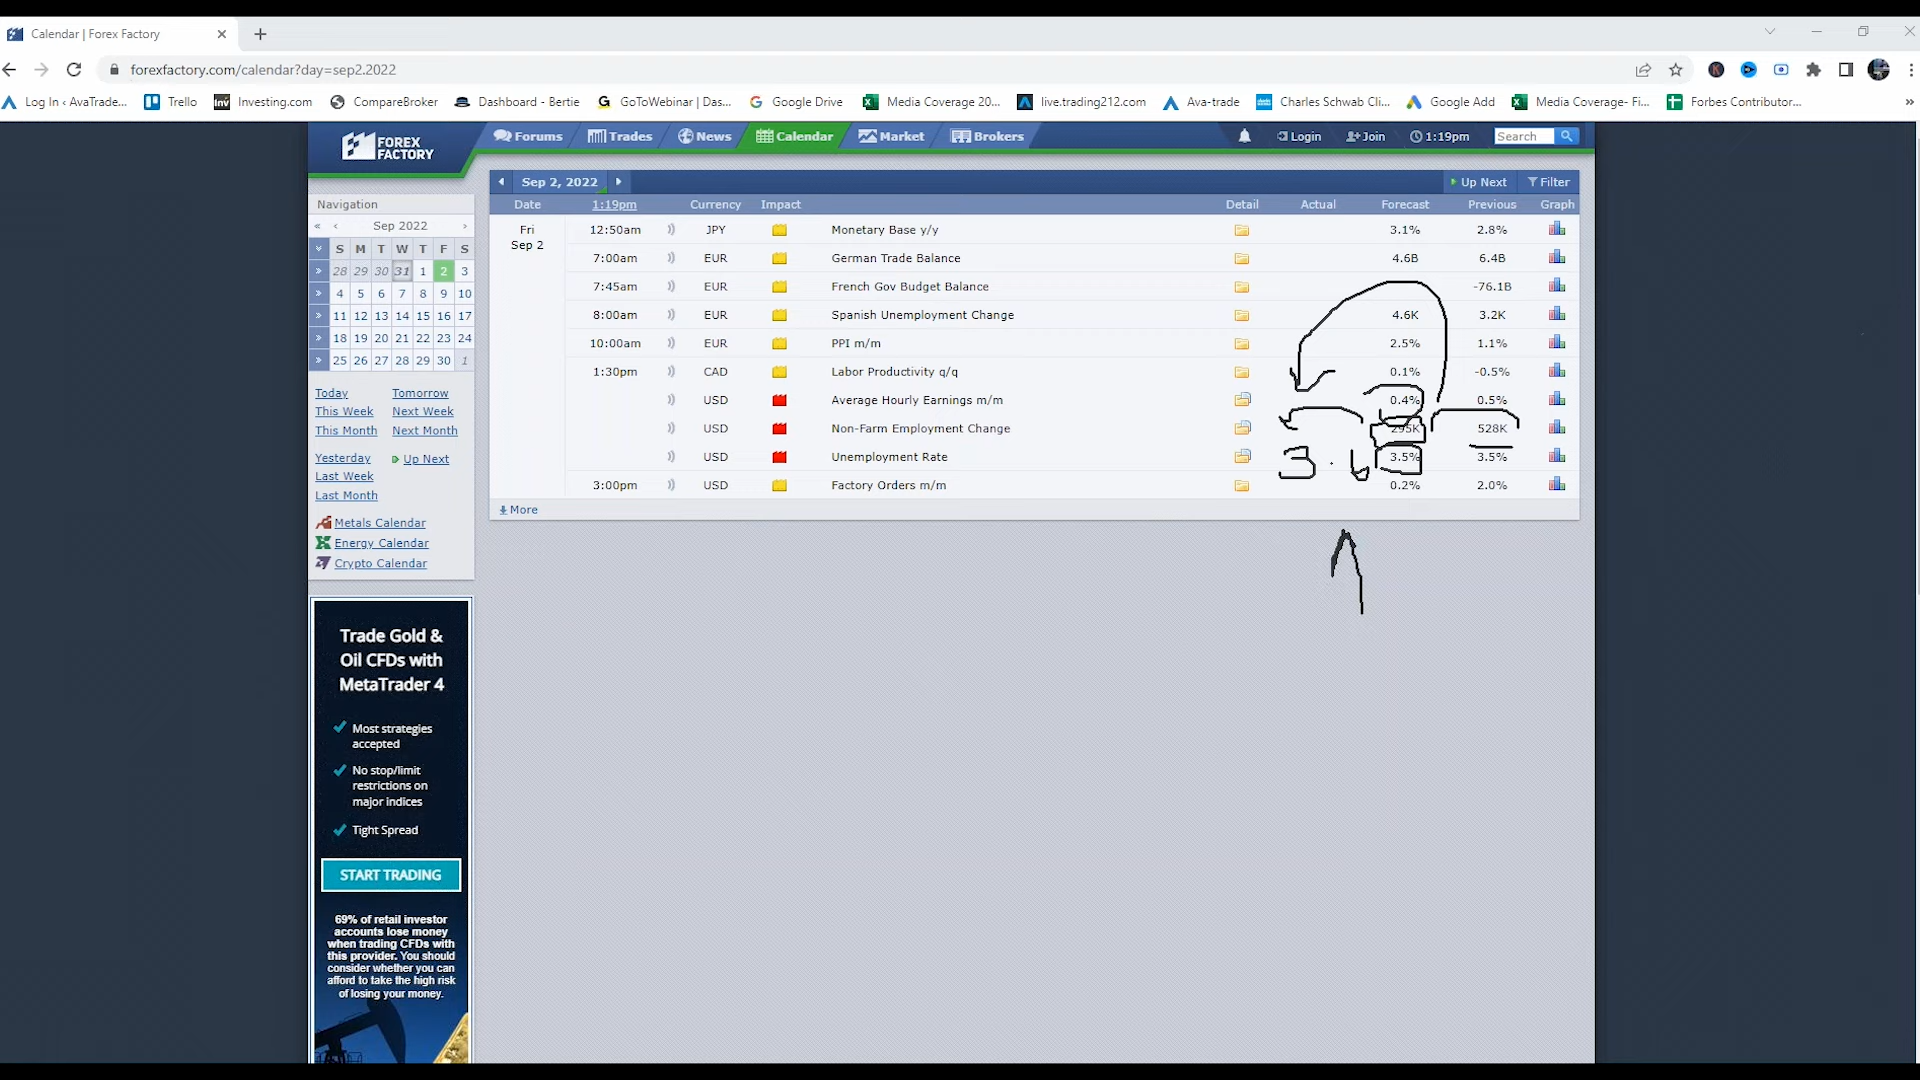 Calendar | Forex Factory
forexfactory.com/calendar?day=sep2.2022
Log In ‹ AvaTrade... Trello Investing.com CompareBroker Dashboard - Bertie GoToWebinar | Das... Google Drive Media Coverage 20... live.trading212.com Ava-trade Charles Schwab Cli... Google Add Media Coverage- Fi... Forbes Contributor...
FOREX FACTORY
Forums Trades News Calendar Market Brokers Login Join 1:19pm Search
Navigation
« ‹ Sep 2022 ›
S M T W T F S
28 29 30 31 1 2 3
4 5 6 7 8 9 10
11 12 13 14 15 16 17
18 19 20 21 22 23 24
25 26 27 28 29 30 1
Today Tomorrow
This Week Next Week
This Month Next Month
Yesterday Up Next
Last Week
Last Month
Metals Calendar
Energy Calendar
Crypto Calendar
Sep 2, 2022 Up Next Filter
Date 1:19pm Currency Impact Detail Actual Forecast Previous Graph
Fri Sep 2 12:50am JPY Monetary Base y/y 3.1% 2.8%
7:00am EUR German Trade Balance 4.6B 6.4B
7:45am EUR French Gov Budget Balance -76.1B
8:00am EUR Spanish Unemployment Change 4.6K 3.2K
10:00am EUR PPI m/m 2.5% 1.1%
1:30pm CAD Labor Productivity q/q 0.1% -0.5%
USD Average Hourly Earnings m/m 0.4% 0.5%
USD Non-Farm Employment Change 295K 528K
USD Unemployment Rate 3.6 3.5% 3.5%
3:00pm USD Factory Orders m/m 0.2% 2.0%
More
Trade Gold &
Oil CFDs with
MetaTrader 4
Most strategies
accepted
No stop/limit
restrictions on
major indices
Tight Spread
START TRADING
69% of retail investor
accounts lose money
when trading CFDs with
this provider. You should
consider whether you can
afford to take the high risk
of losing your money.